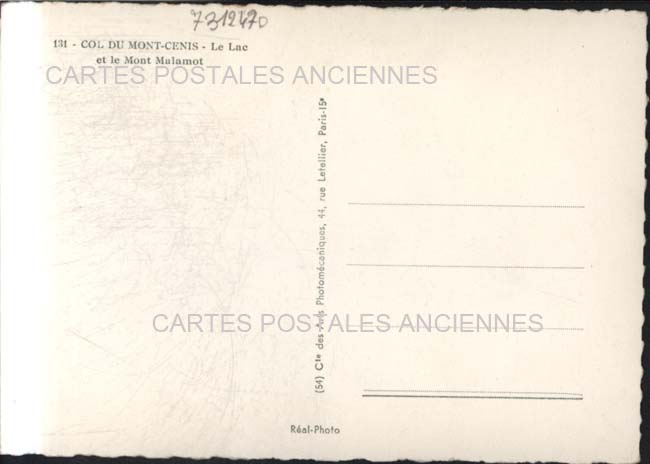 7312470
131 - COL DU MONT-CENIS - Le Lac
et le Mont Malamot
CARTES POSTALES ANCIENNES
(54) Cie des Arts Photomécaniques, 44, rue Letellier, Paris-15e
CARTES POSTALES ANCIENNES
Réal-Photo